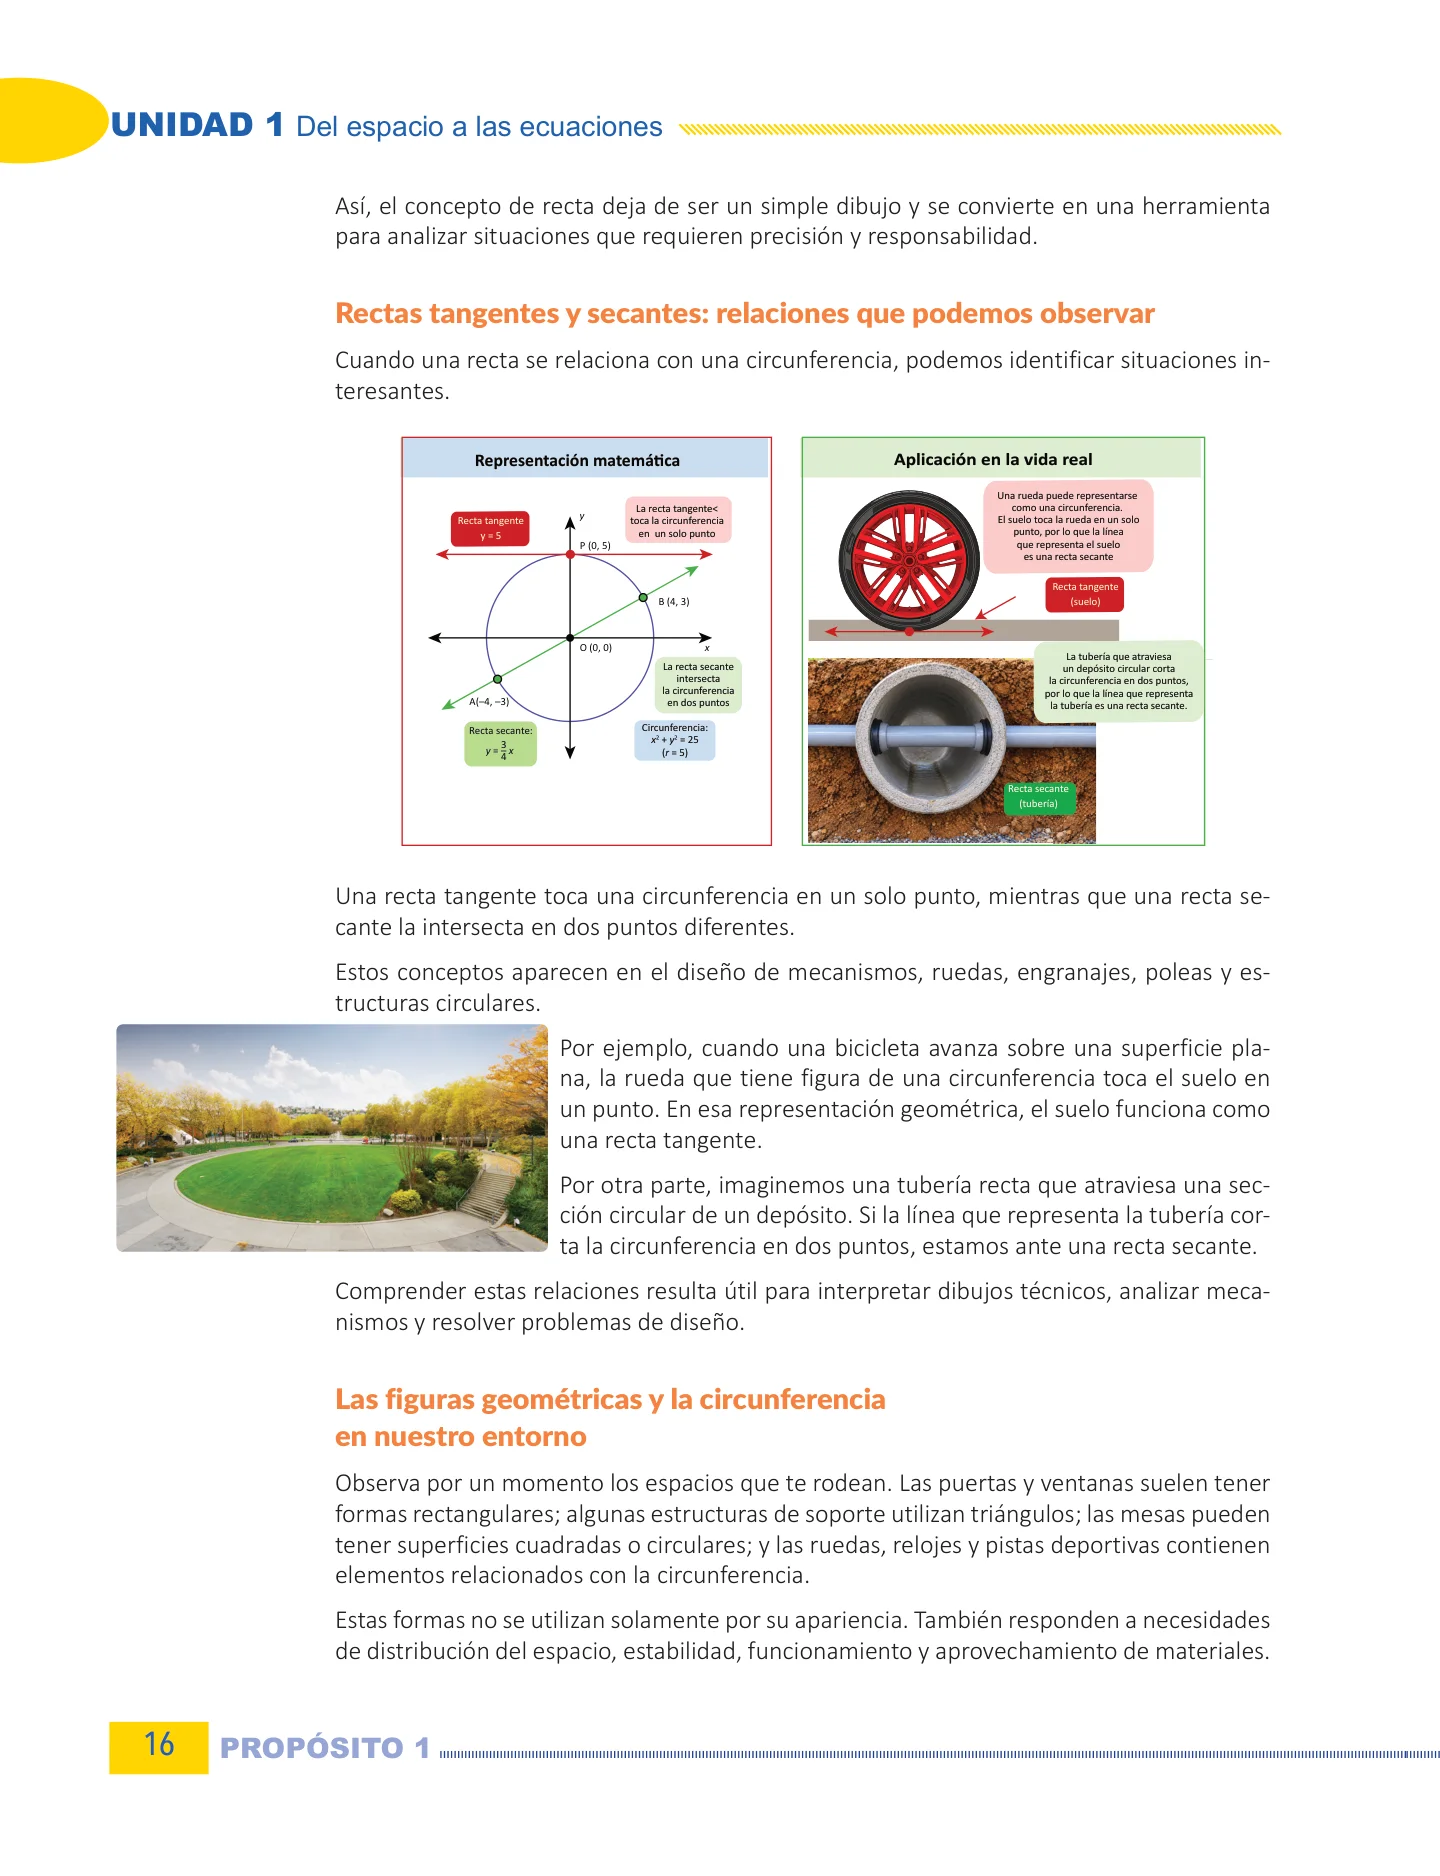 UNIDAD 1 Del espacio a las ecuaciones
Así, el concepto de recta deja de ser un simple dibujo y se convierte en una herramienta
para analizar situaciones que requieren precisión y responsabilidad.
Rectas tangentes y secantes: relaciones que podemos observar
Cuando una recta se relaciona con una circunferencia, podemos identificar situaciones in-
teresantes.
Representación matemática
Recta tangente
y = 5
La recta tangente<
toca la circunferencia
en un solo punto
y
P (0, 5)
B (4, 3)
O (0, 0)
x
La recta secante
intersecta
la circunferencia
en dos puntos
A(–4, –3)
Recta secante:
y = 3/4 x
Circunferencia:
x² + y² = 25
(r = 5)
Aplicación en la vida real
Una rueda puede representarse
como una circunferencia.
El suelo toca la rueda en un solo
punto, por lo que la línea
que representa el suelo
es una recta secante
Recta tangente
(suelo)
La tubería que atraviesa
un depósito circular corta
la circunferencia en dos puntos,
por lo que la línea que representa
la tubería es una recta secante.
Recta secante
(tubería)
Una recta tangente toca una circunferencia en un solo punto, mientras que una recta se-
cante la intersecta en dos puntos diferentes.
Estos conceptos aparecen en el diseño de mecanismos, ruedas, engranajes, poleas y es-
tructuras circulares.
Por ejemplo, cuando una bicicleta avanza sobre una superficie pla-
na, la rueda que tiene figura de una circunferencia toca el suelo en
un punto. En esa representación geométrica, el suelo funciona como
una recta tangente.
Por otra parte, imaginemos una tubería recta que atraviesa una sec-
ción circular de un depósito. Si la línea que representa la tubería cor-
ta la circunferencia en dos puntos, estamos ante una recta secante.
Comprender estas relaciones resulta útil para interpretar dibujos técnicos, analizar meca-
nismos y resolver problemas de diseño.
Las figuras geométricas y la circunferencia
en nuestro entorno
Observa por un momento los espacios que te rodean. Las puertas y ventanas suelen tener
formas rectangulares; algunas estructuras de soporte utilizan triángulos; las mesas pueden
tener superficies cuadradas o circulares; y las ruedas, relojes y pistas deportivas contienen
elementos relacionados con la circunferencia.
Estas formas no se utilizan solamente por su apariencia. También responden a necesidades
de distribución del espacio, estabilidad, funcionamiento y aprovechamiento de materiales.
16 PROPÓSITO 1